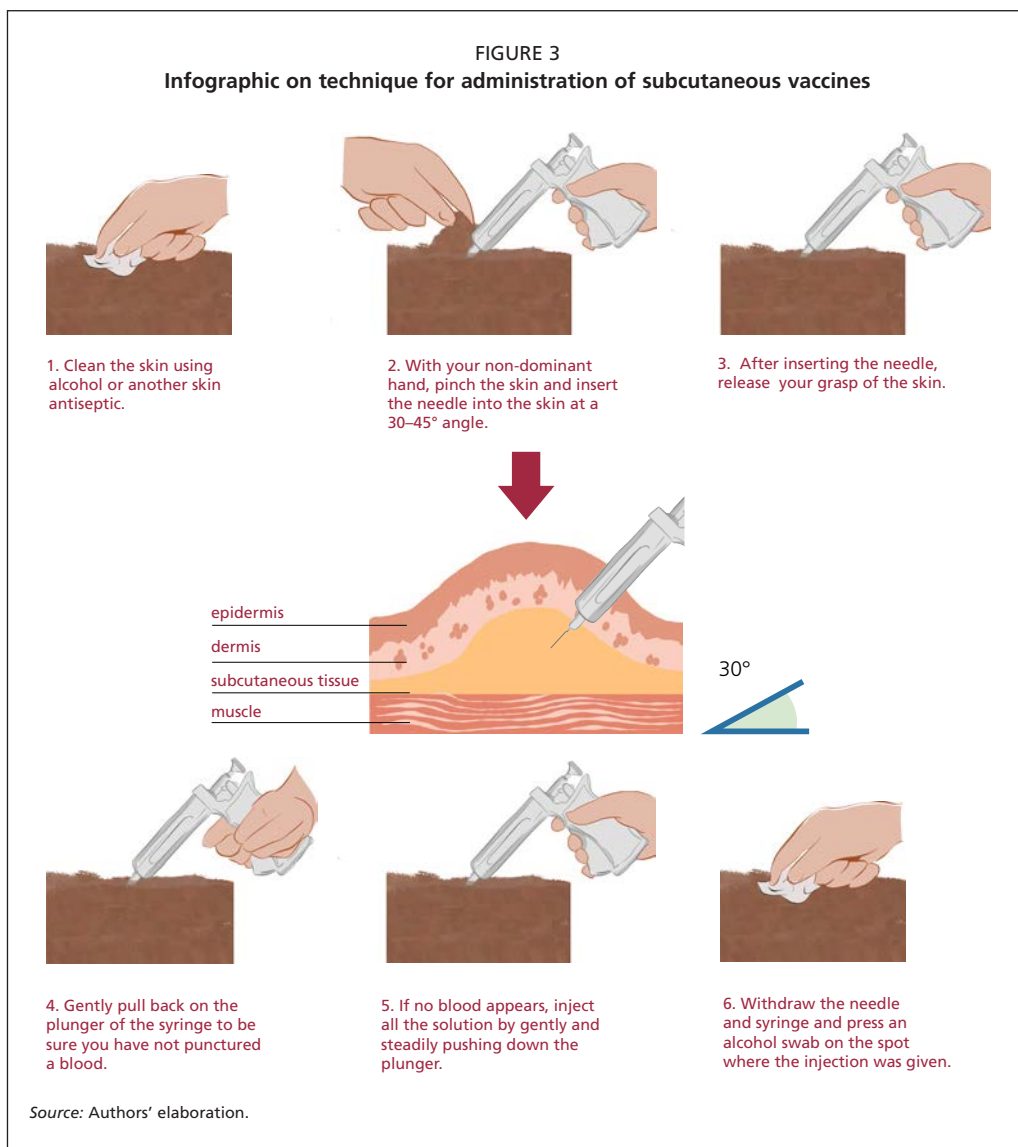 FIGURE 3
Infographic on technique for administration of subcutaneous vaccines
1. Clean the skin using
alcohol or another skin
antiseptic.
2. With your non-dominant
hand, pinch the skin and insert
the needle into the skin at a
30–45° angle.
3. After inserting the needle,
release your grasp of the skin.
epidermis
dermis
subcutaneous tissue
muscle
30°
4. Gently pull back on the
plunger of the syringe to be
sure you have not punctured
a blood.
5. If no blood appears, inject
all the solution by gently and
steadily pushing down the
plunger.
6. Withdraw the needle
and syringe and press an
alcohol swab on the spot
where the injection was given.
Source: Authors' elaboration.